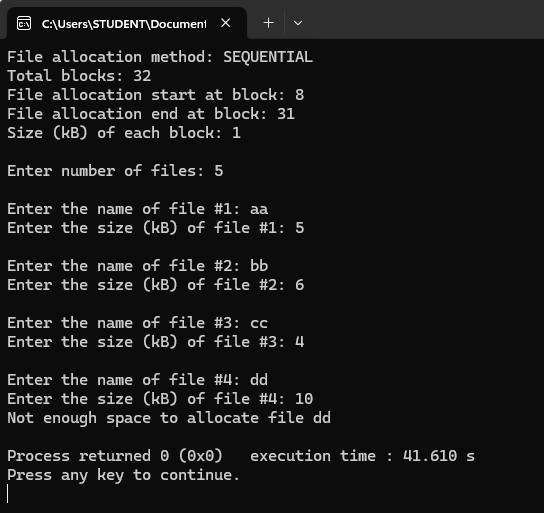 C:\Users\STUDENT\Document
File allocation method: SEQUENTIAL
Total blocks: 32
File allocation start at block: 8
File allocation end at block: 31
Size (kB) of each block: 1
Enter number of files: 5
Enter the name of file #1: aa
Enter the size (kB) of file #1: 5
Enter the name of file #2: bb
Enter the size (kB) of file #2: 6
Enter the name of file #3: cc
Enter the size (kB) of file #3: 4
Enter the name of file #4: dd
Enter the size (kB) of file #4: 10
Not enough space to allocate file dd
Process returned 0 (0x0)   execution time : 41.610 s
Press any key to continue.